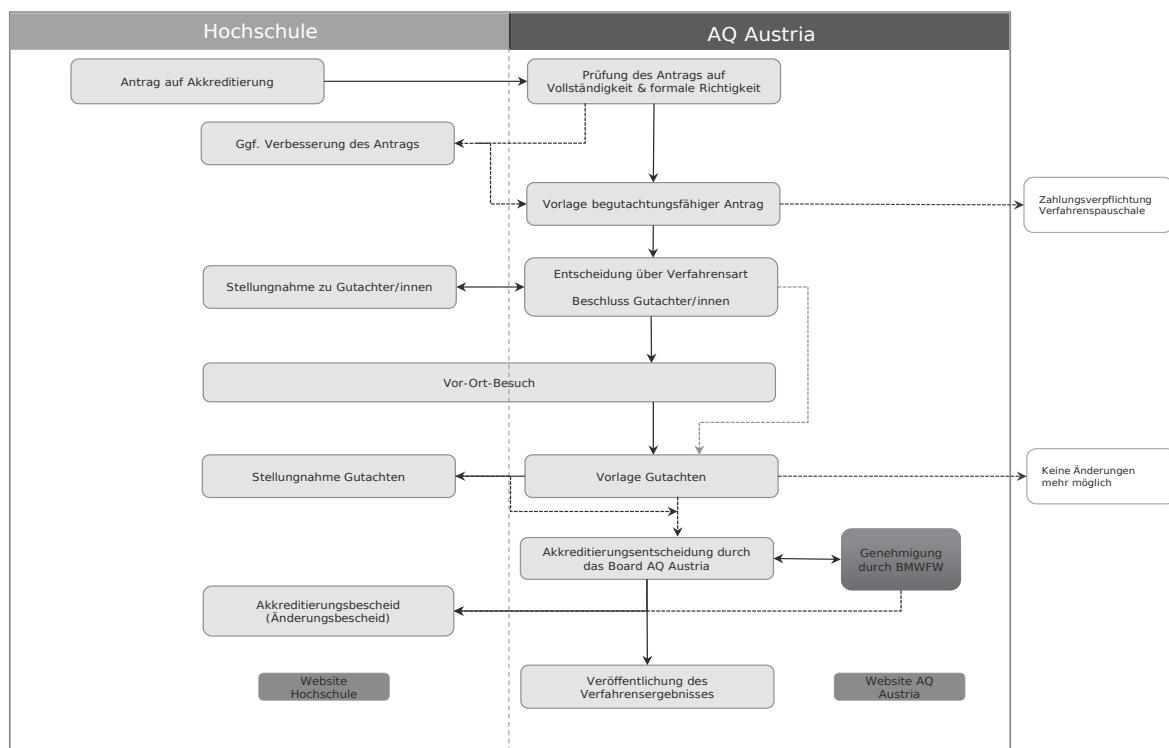 Hochschule
AQ Austria
Antrag auf Akkreditierung
Prüfung des Antrags auf
Vollständigkeit & formale Richtigkeit
Ggf. Verbesserung des Antrags
Vorlage begutachtungsfähiger Antrag
Zahlungsverpflichtung
Verfahrenspauschale
Stellungnahme zu Gutachter/innen
Entscheidung über Verfahrensart
Beschluss Gutachter/innen
Vor-Ort-Besuch
Stellungnahme Gutachten
Vorlage Gutachten
Keine Änderungen
mehr möglich
Akkreditierungsentscheidung durch
das Board AQ Austria
Genehmigung
durch BMWFW
Akkreditierungsbescheid
(Änderungsbescheid)
Website
Hochschule
Veröffentlichung des
Verfahrensergebnisses
Website AQ
Austria